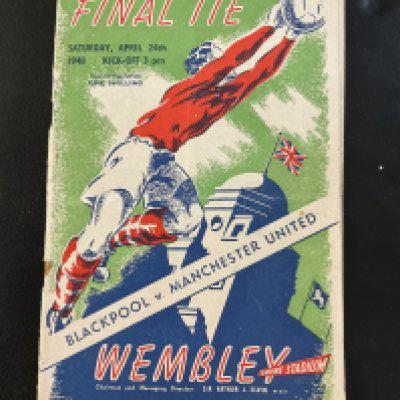 FINAL TIE
SATURDAY, APRIL 24th
1948 KICK-OFF 3 pm
ONE SHILLING
BLACKPOOL v. MANCHESTER UNITED
WEMBLEY
EMPIRE STADIUM
Chairman and Managing Director SIR ARTHUR J. ELVIN